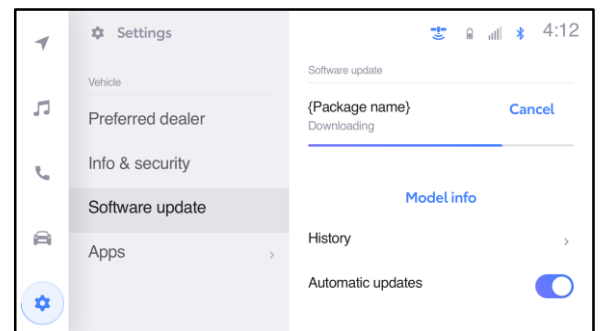 Settings
4:12
Vehicle
Preferred dealer
Info & security
Software update
Apps
Software update
{Package name}
Cancel
Downloading
Model info
History
Automatic updates